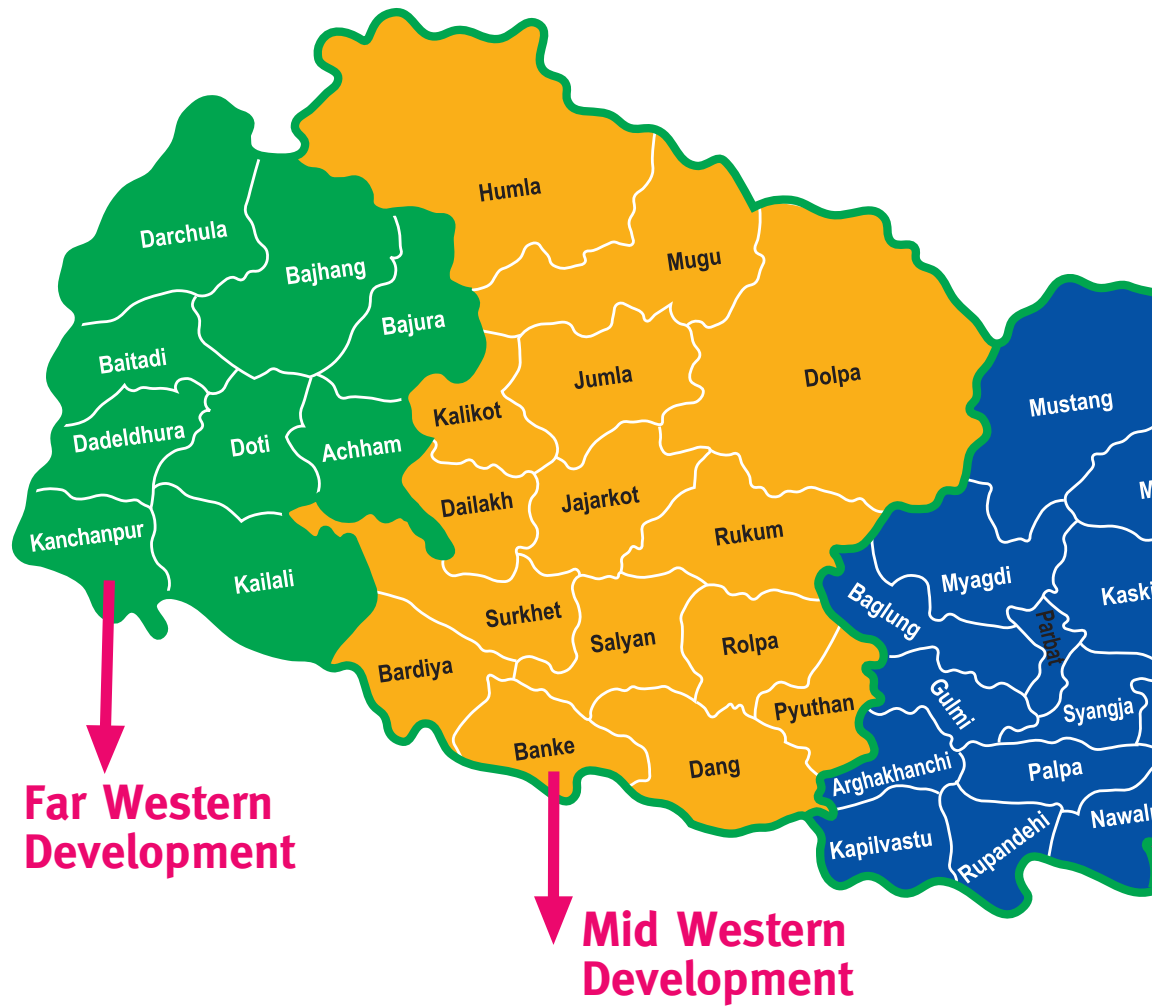 Humla
Darchula
Mugu
Bajhang
Bajura
Baitadi
Jumla
Dolpa
Mustang
Kalikot
Dadeldhura
Doti
Achham
M
Dailakh
Jajarkot
Kanchanpur
Rukum
Kailali
Myagdi
Kaski
Baglung
Surkhet
Salyan
Rolpa
Parbat
Bardiya
Gulmi
Pyuthan
Syangja
Banke
Dang
Arghakhanchi
Palpa
Far Western
Development
Kapilvastu
Rupandehi
Nawal
Mid Western
Development